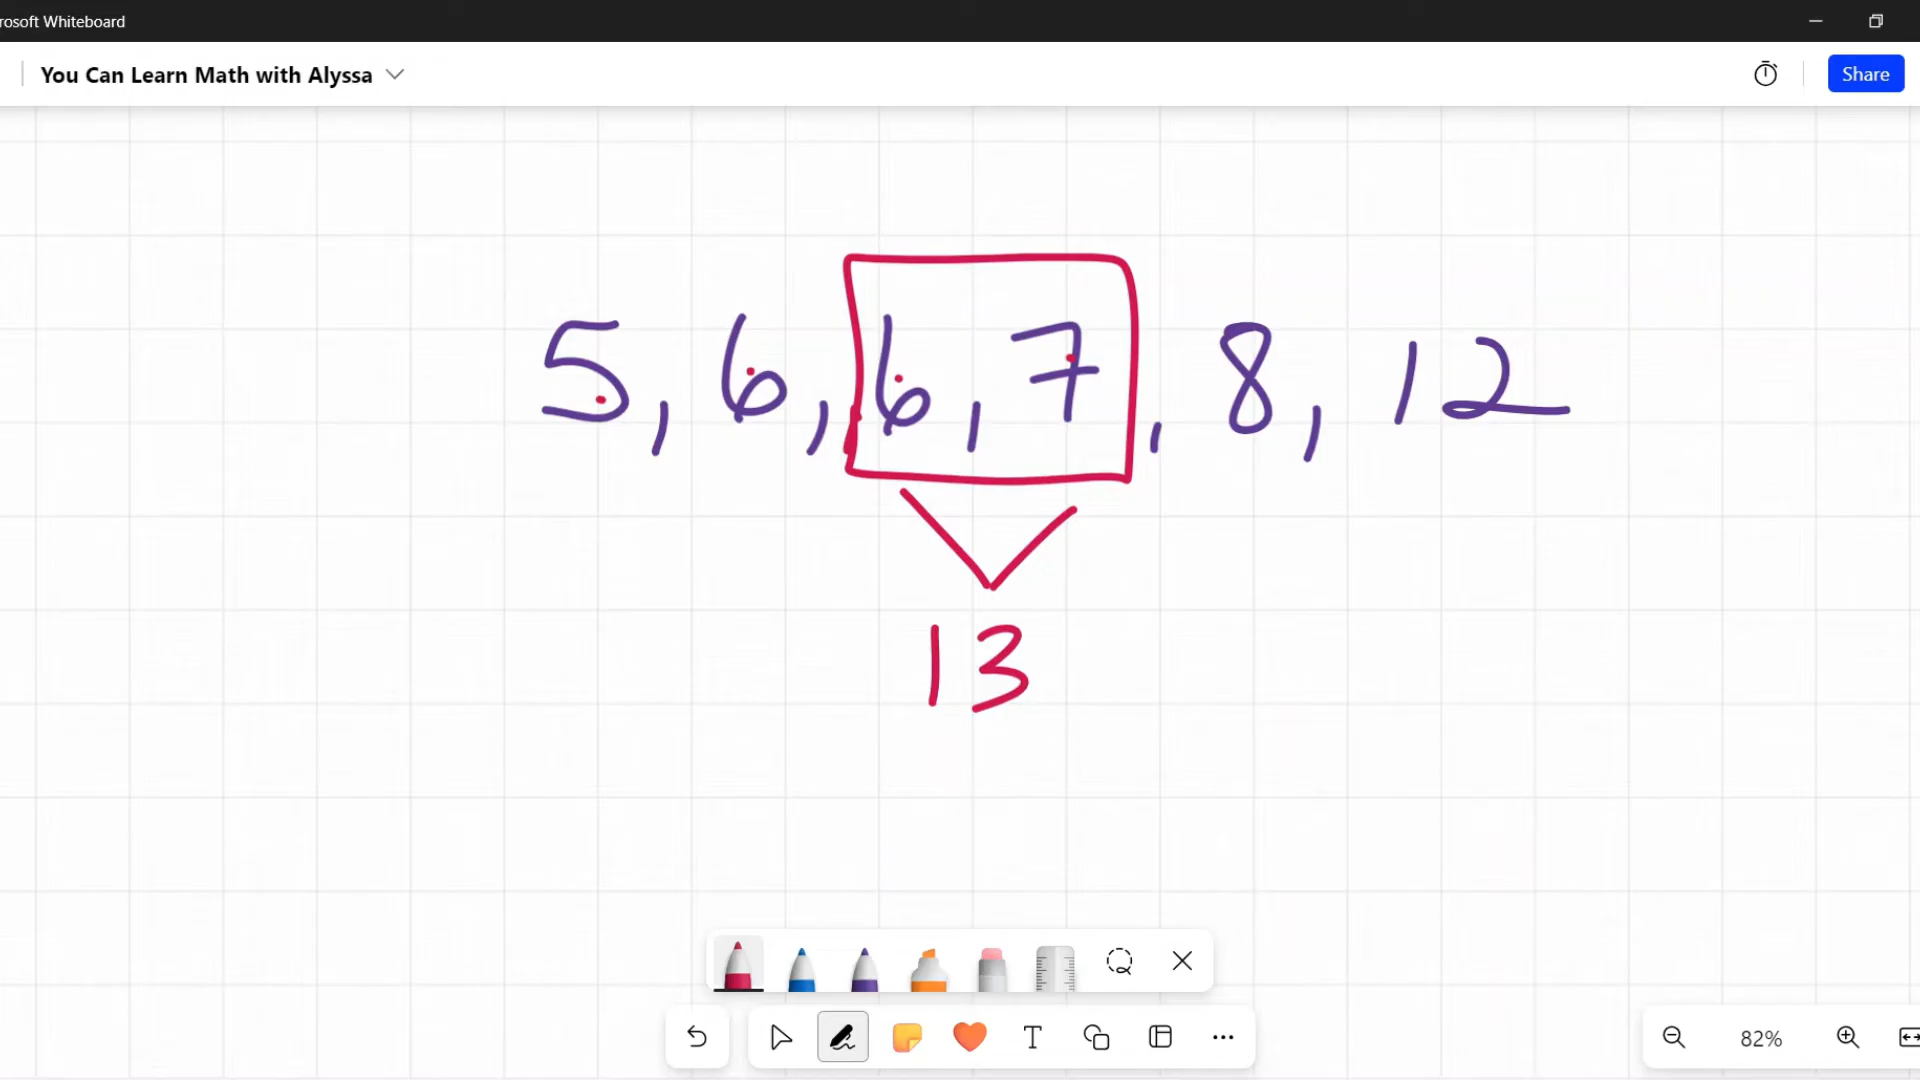 rosoft Whiteboard
You Can Learn Math with Alyssa
Share
5, 6, 6, 7, 8, 12
13
82%